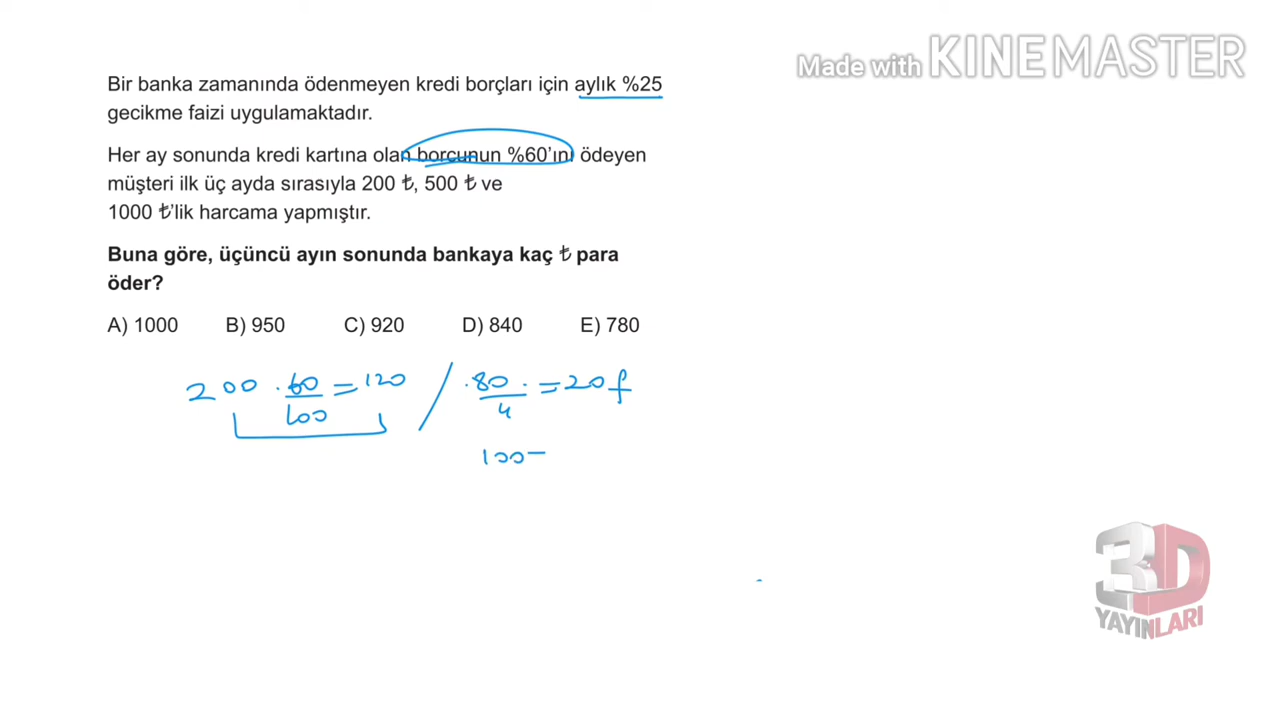 Made with KINEMASTER
Bir banka zamanında ödenmeyen kredi borçları için aylık %25
gecikme faizi uygulamaktadır.
Her ay sonunda kredi kartına olan borcunun %60'ını ödeyen
müşteri ilk üç ayda sırasıyla 200 ₺, 500 ₺ ve
1000 ₺'lik harcama yapmıştır.
Buna göre, üçüncü ayın sonunda bankaya kaç ₺ para
öder?
A) 1000 B) 950 C) 920 D) 840 E) 780
200 . 60/100 = 120 / .80/4 . = 20 f
100
3D
YAYINLARI